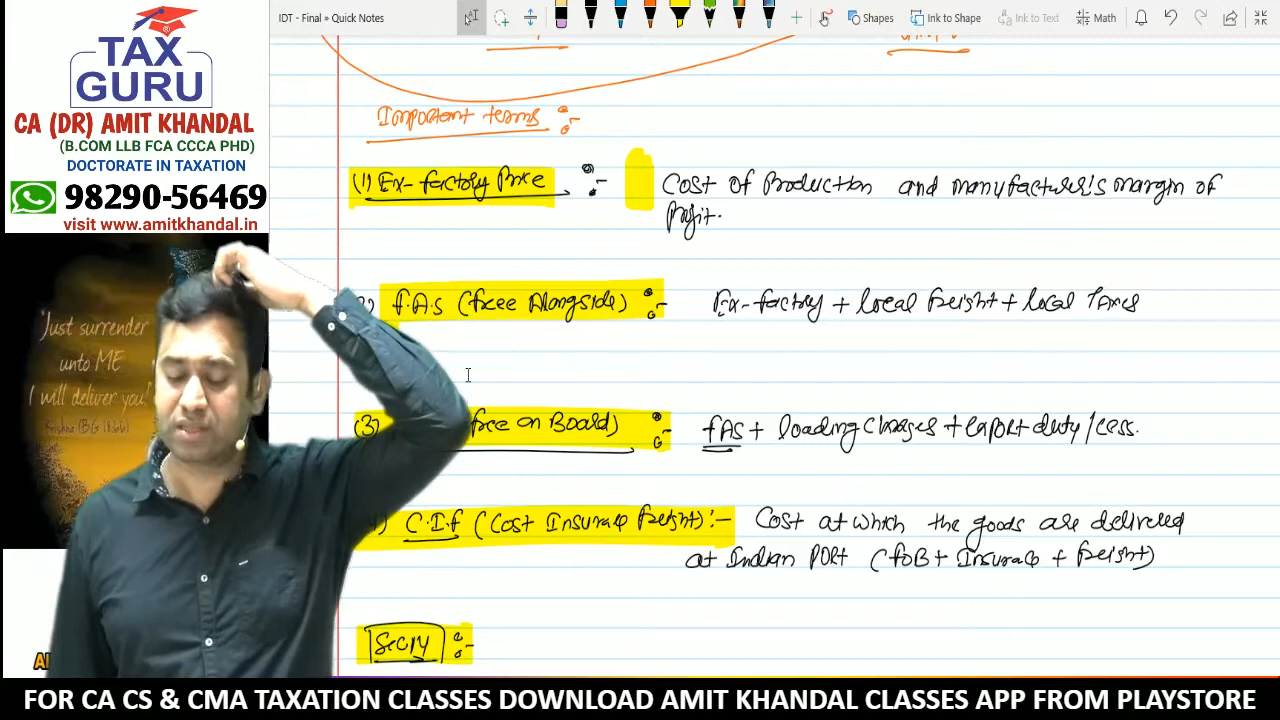 TAX
GURU
CA (DR) AMIT KHANDAL
(B.COM LLB FCA CCCA PHD)
DOCTORATE IN TAXATION
98290-56469
visit www.amitkhandal.in
"Just surrender
unto ME
I will deliver you!"
IDT - Final » Quick Notes
Shapes
Ink to Shape
Ink to Text
Math
Important terms :-
(1) Ex-factory Price :- Cost of Production and manufacturer's margin of
Profit.
f.A.s (free Alongside) :- Ex-factory + local freight + local Taxes
(3) free on Board) :- fAS + loading charges + export duty/cess.
C.I.f (Cost Insurance freight) :- Cost at which the goods are delivered
at Indian PORT (fOB + Insurance + freight)
Sec 14 :-
FOR CA CS & CMA TAXATION CLASSES DOWNLOAD AMIT KHANDAL CLASSES APP FROM PLAYSTORE